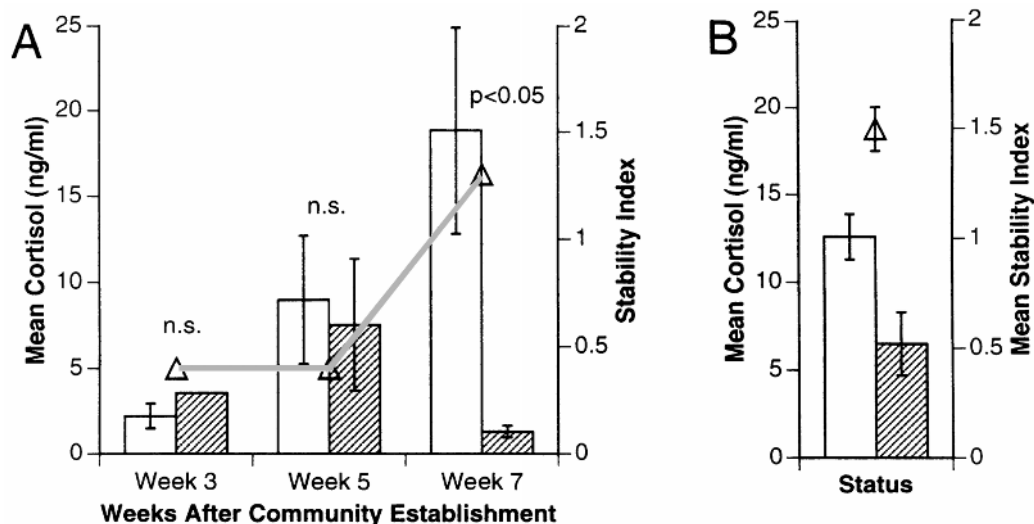 A
Mean Cortisol (ng/ml)
25
20
15
10
5
0
n.s.
n.s.
p<0.05
2
1.5
1
0.5
0
Stability Index
Week 3 Week 5 Week 7
Weeks After Community Establishment
B
Mean Cortisol (ng/ml)
25
20
15
10
5
0
2
1.5
1
0.5
0
Mean Stability Index
Status